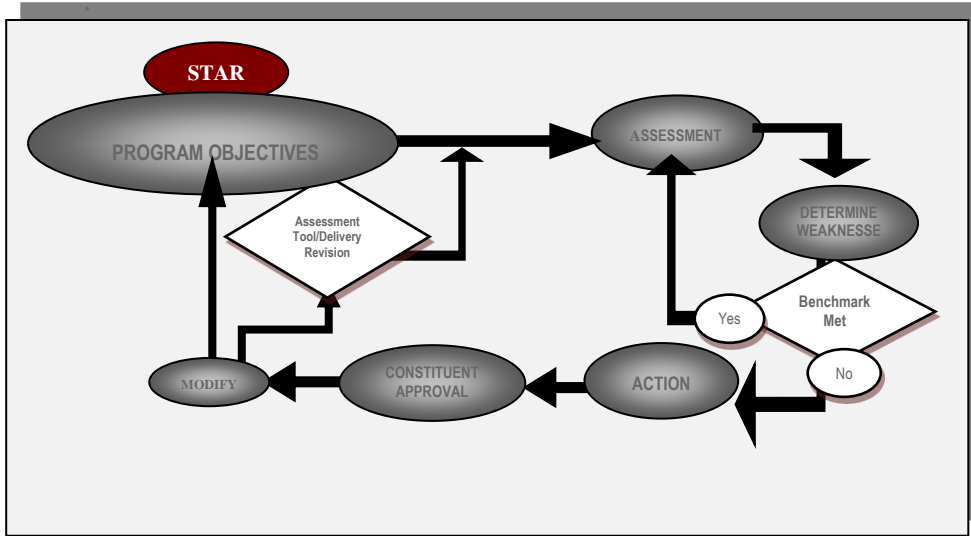 STAR
PROGRAM OBJECTIVES
ASSESSMENT
Assessment
Tool/Delivery
Revision
DETERMINE
WEAKNESSE
Benchmark
Met
Yes
No
ACTION
CONSTITUENT
APPROVAL
MODIFY